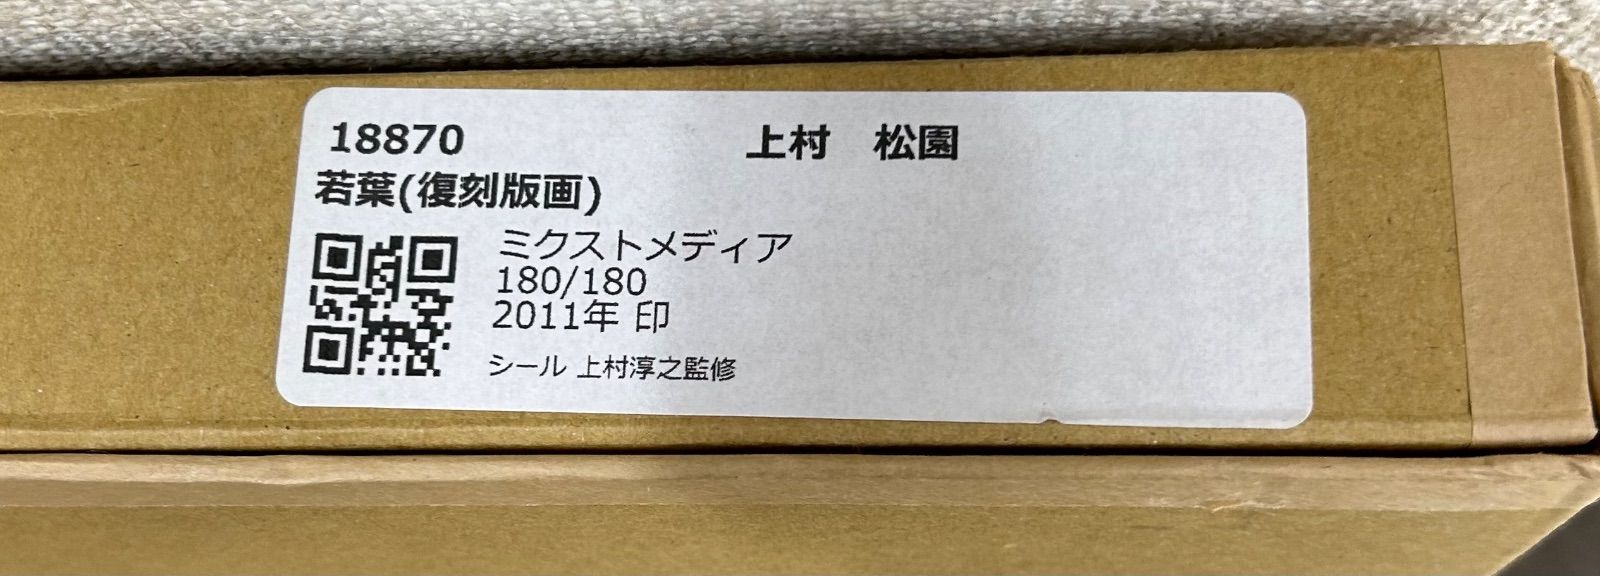 18870 上村　松園
若葉(復刻版画)
ミクストメディア
180/180
2011年 印
シール 上村淳之監修